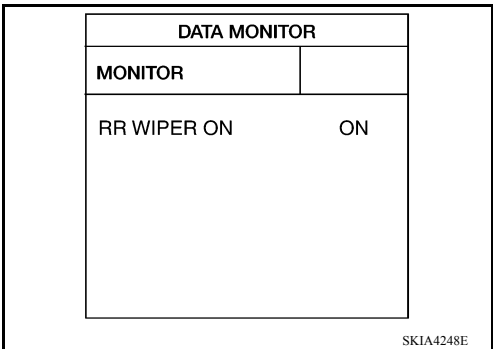 DATA MONITOR
MONITOR
RR WIPER ON ON
SKIA4248E